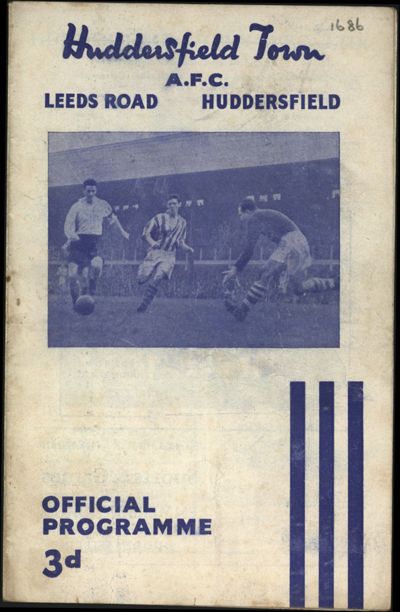 1686
Huddersfield Town
A.F.C.
LEEDS ROAD HUDDERSFIELD
OFFICIAL
PROGRAMME
3d